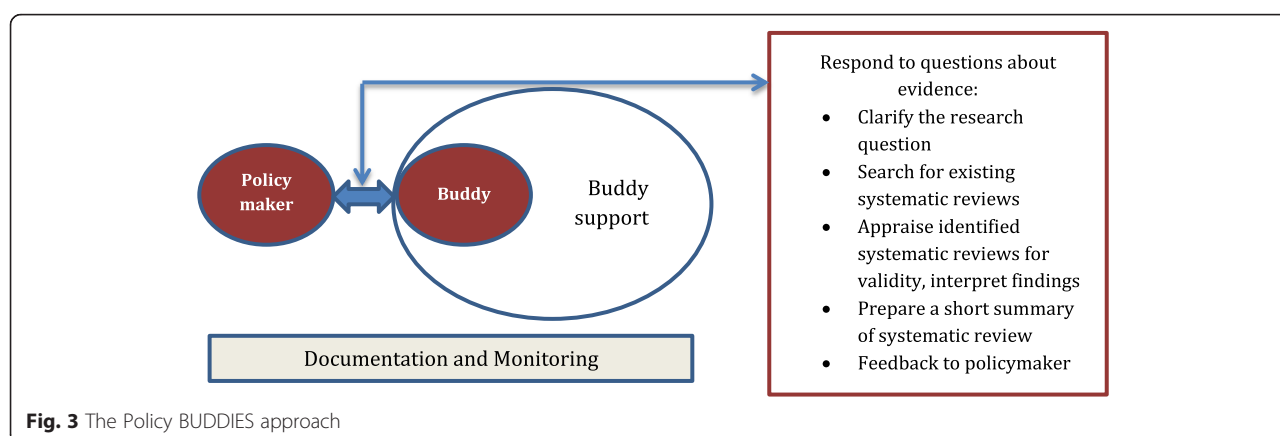 Policy
maker
Buddy
Buddy
support
Documentation and Monitoring
Respond to questions about
evidence:
• Clarify the research
question
• Search for existing
systematic reviews
• Appraise identified
systematic reviews for
validity, interpret findings
• Prepare a short summary
of systematic review
• Feedback to policymaker
Fig. 3 The Policy BUDDIES approach